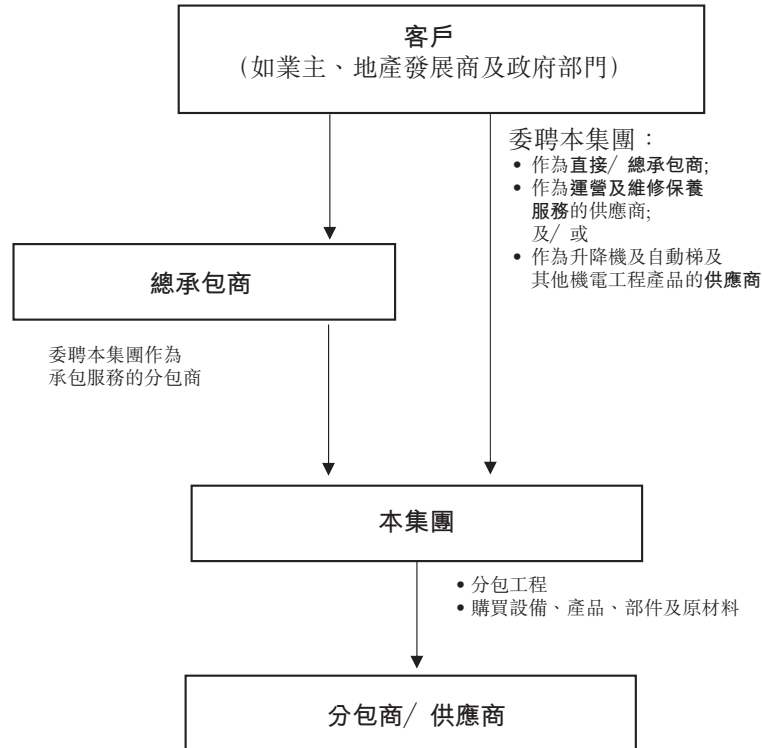 客戶
（如業主、地產發展商及政府部門）
委聘本集團：
• 作為直接/ 總承包商;
• 作為運營及維修保養
服務的供應商;
及/ 或
• 作為升降機及自動梯及
其他機電工程產品的供應商
總承包商
委聘本集團作為
承包服務的分包商
本集團
• 分包工程
• 購買設備、產品、部件及原材料
分包商/ 供應商